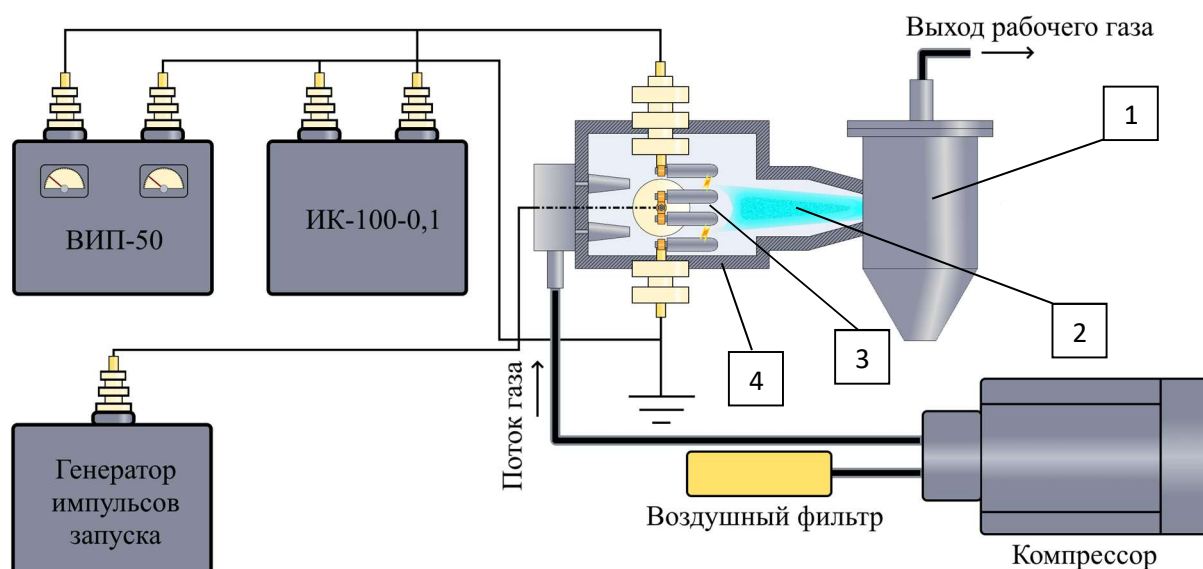 Выход рабочего газа
1
ВИП-50
ИК-100-0,1
2
3
4
Поток газа
Генератор
импульсов
запуска
Воздушный фильтр
Компрессор